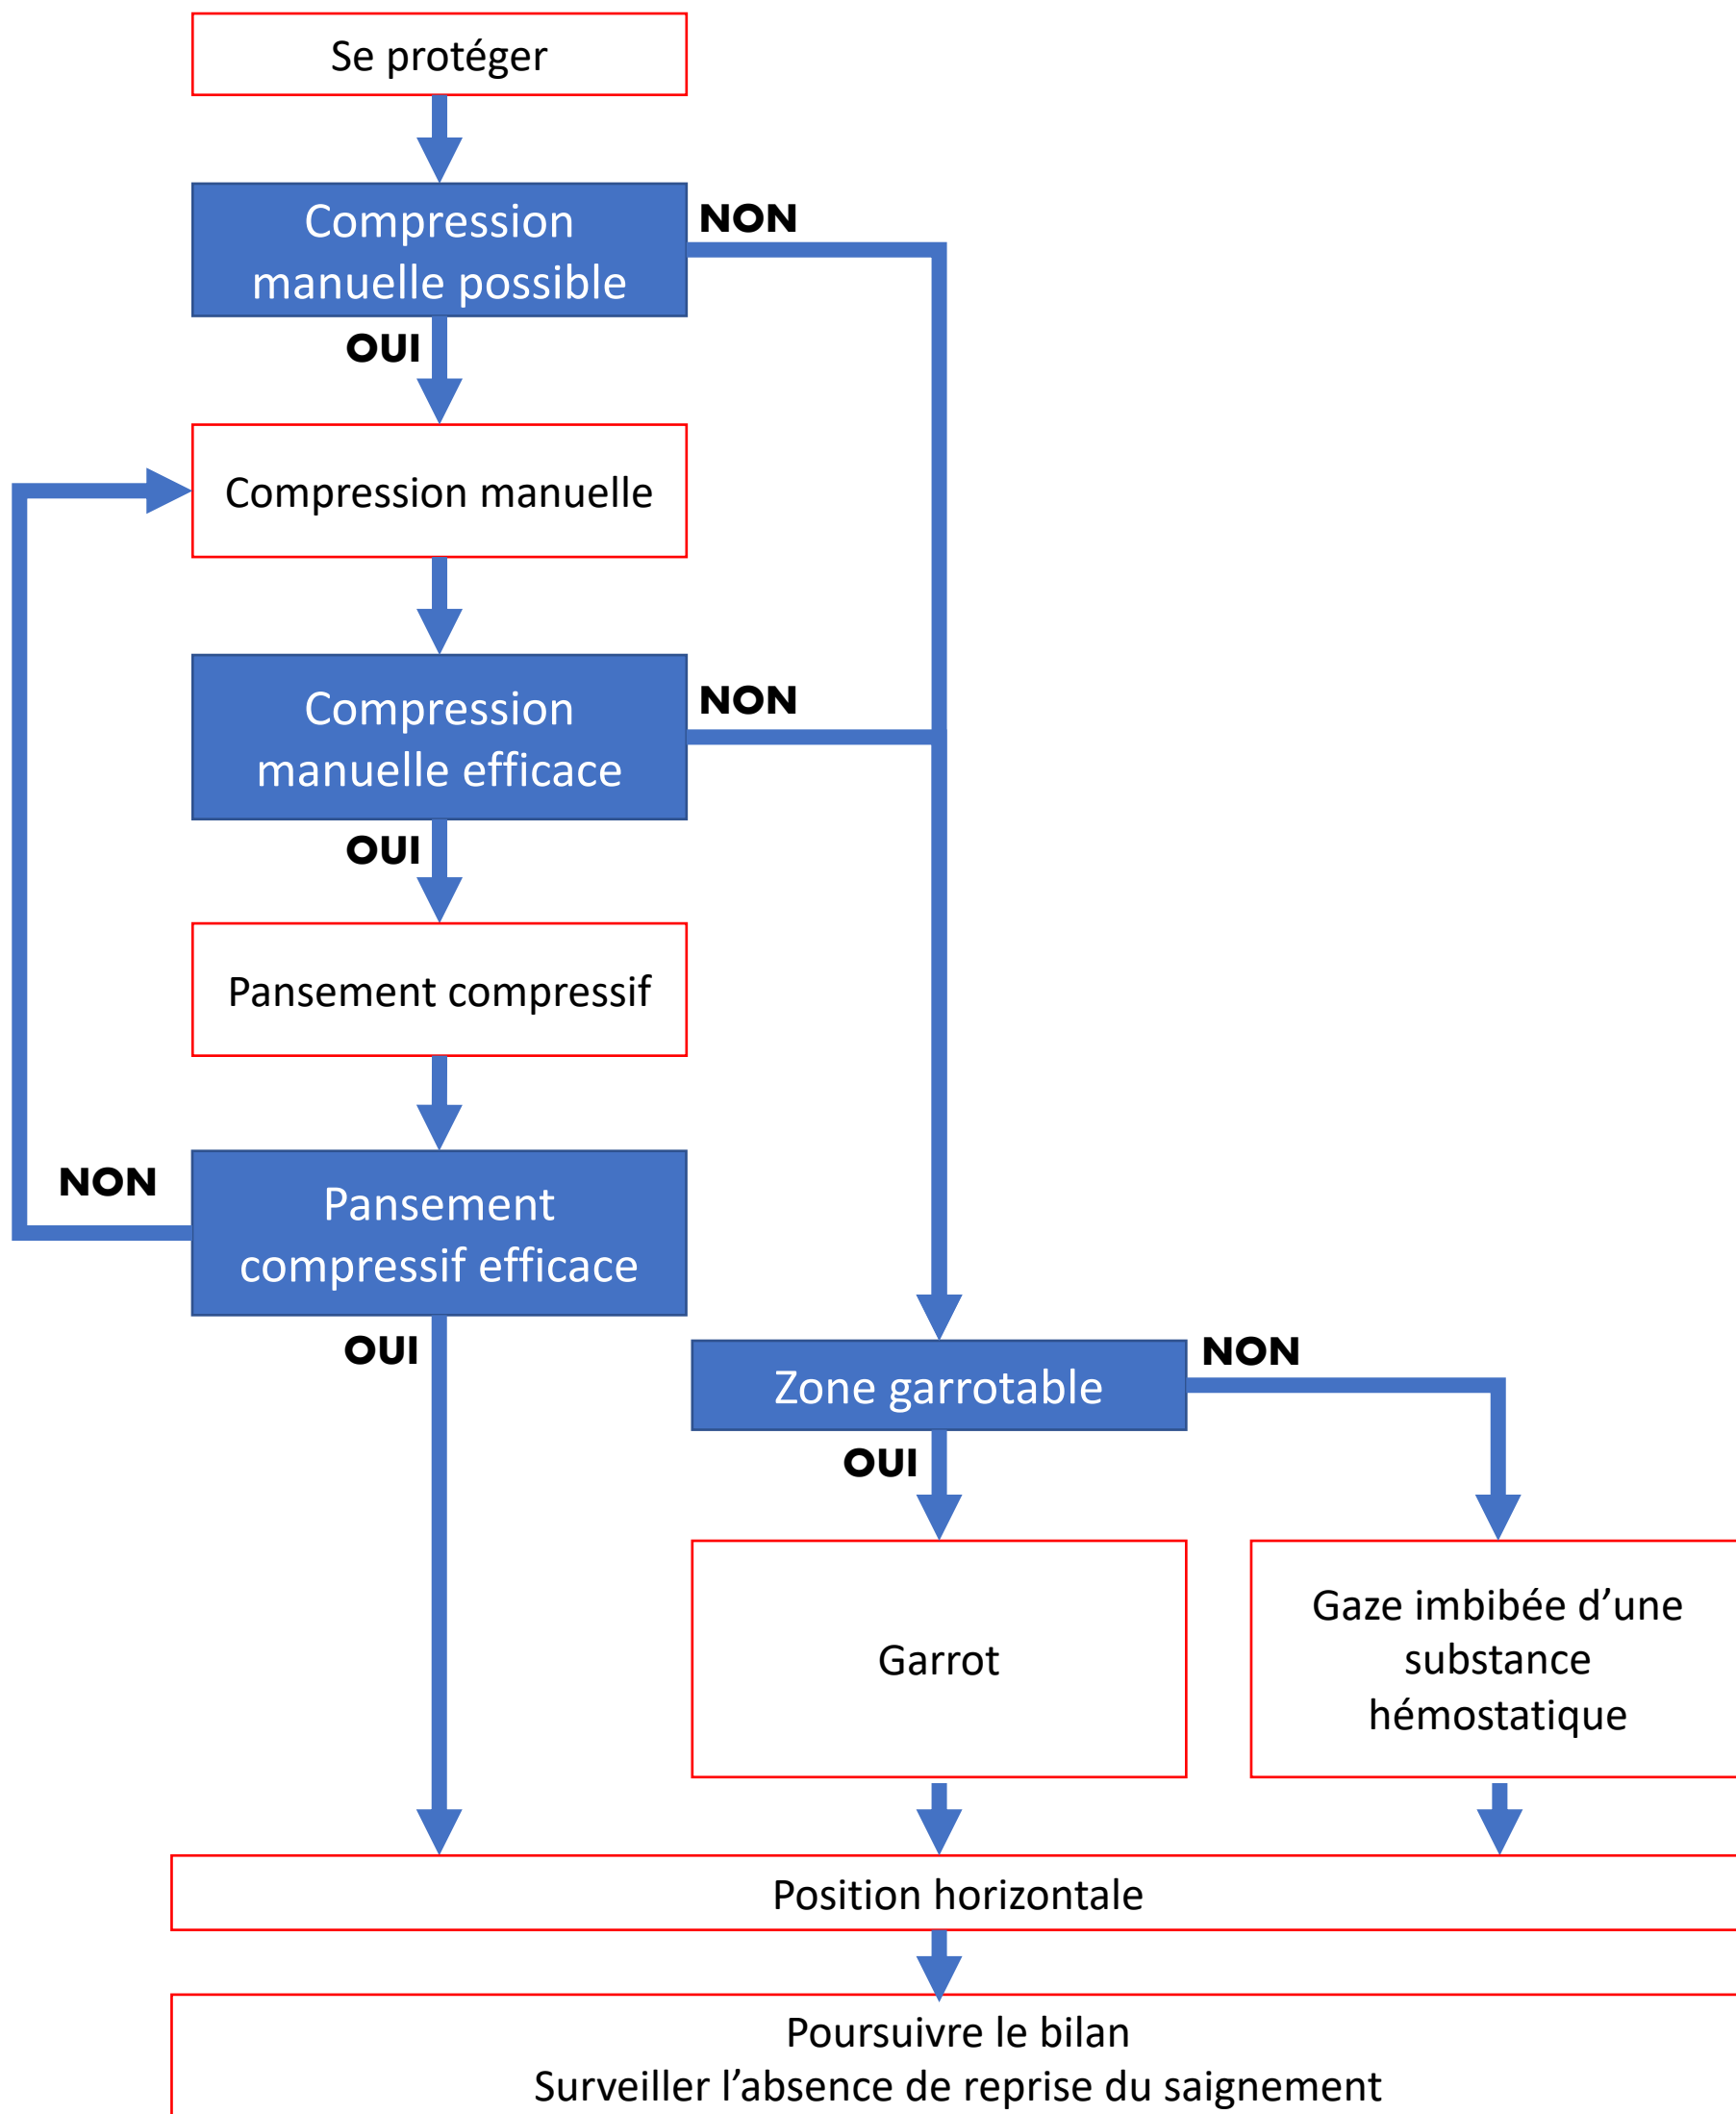 Se protéger
Compression
manuelle possible
NON
OUI
Compression manuelle
Compression
manuelle efficace
NON
OUI
Pansement compressif
NON
Pansement
compressif efficace
OUI
Zone garrotable
NON
OUI
Garrot
Gaze imbibée d’une
substance
hémostatique
Position horizontale
Poursuivre le bilan
Surveiller l’absence de reprise du saignement